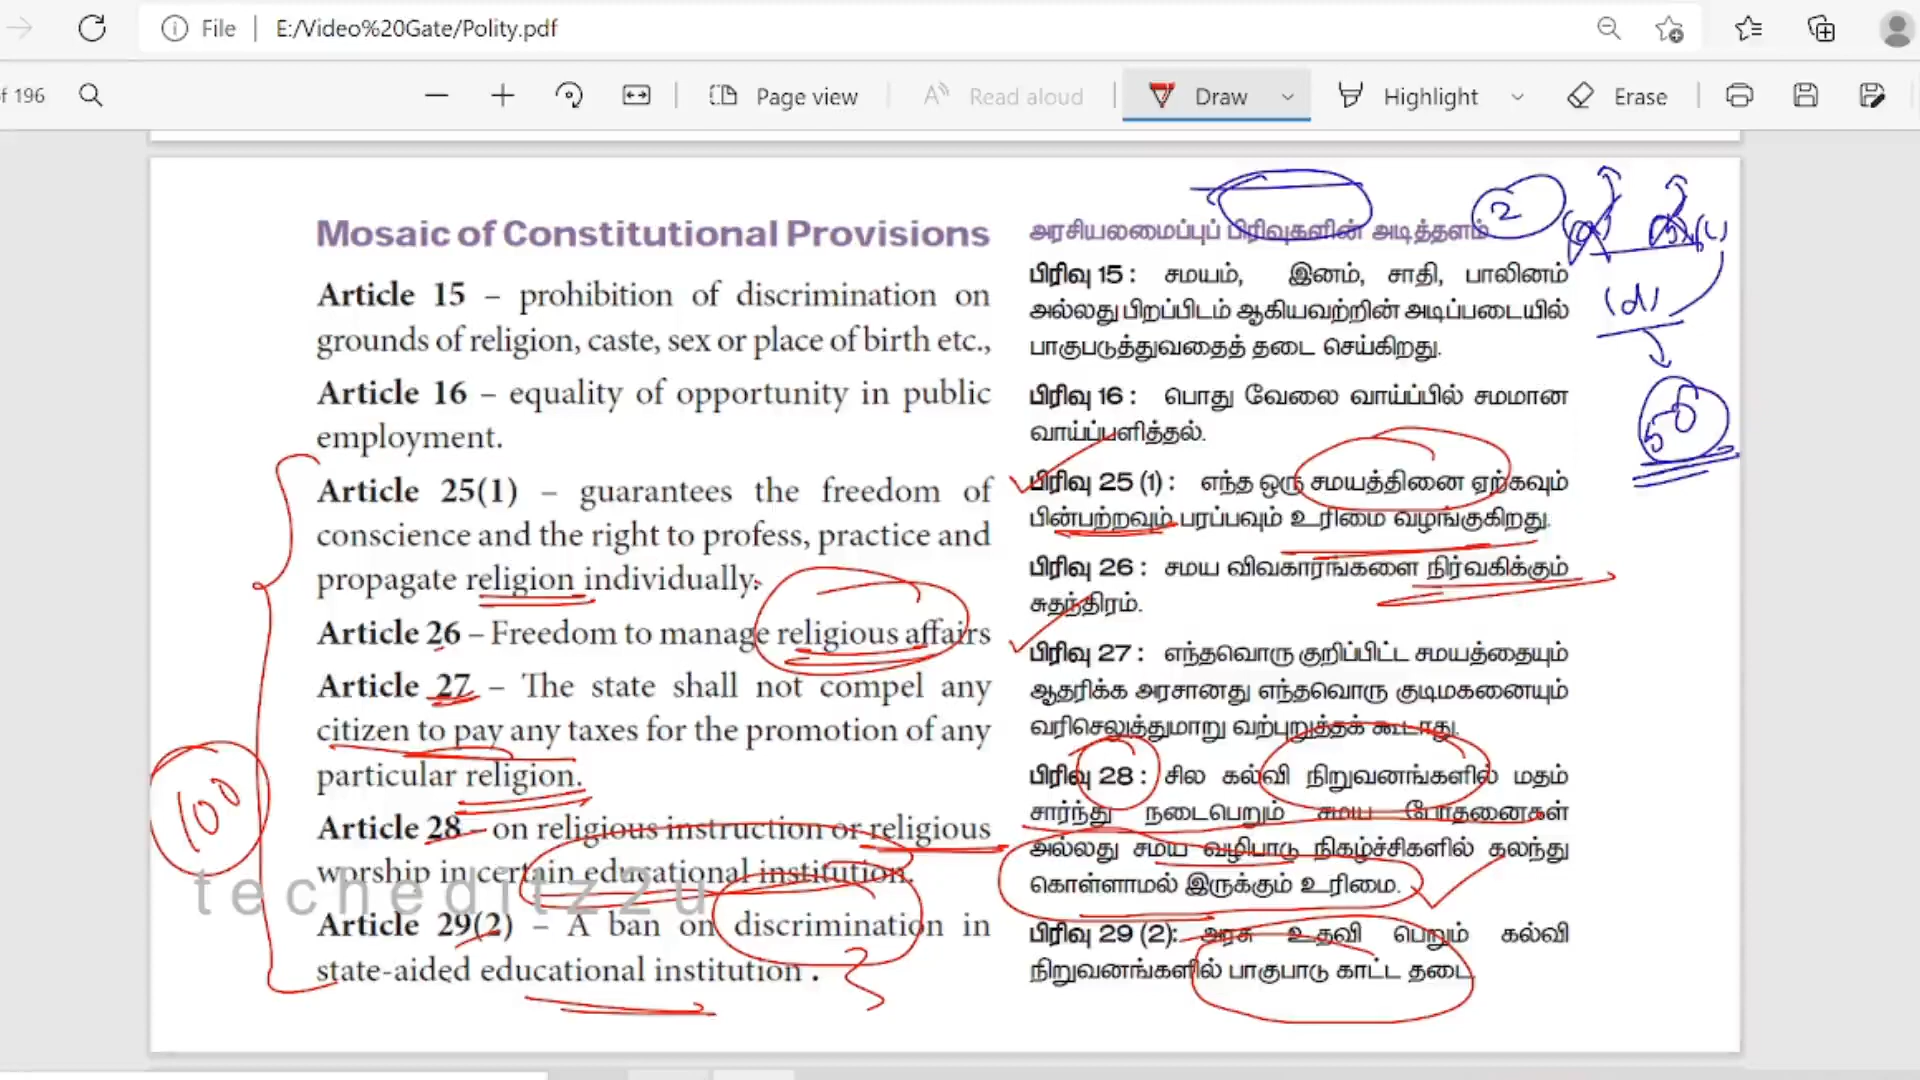 File
E:/Video%20Gate/Polity.pdf
f 196
Page view
Read aloud
Draw
Highlight
Erase
Mosaic of Constitutional Provisions
Article 15 – prohibition of discrimination on
grounds of religion, caste, sex or place of birth etc.,
Article 16 – equality of opportunity in public
employment.
Article 25(1) – guarantees the freedom of
conscience and the right to profess, practice and
propagate religion individually.
Article 26 – Freedom to manage religious affairs
Article 27 – The state shall not compel any
citizen to pay any taxes for the promotion of any
particular religion.
Article 28 – on religious instruction or religious
worship in certain educational institution.
Article 29(2) – A ban on discrimination in
state-aided educational institution .
100
techeditz2u
அரசியலமைப்புப் பிரிவுகளின் அடித்தளம்
பிரிவு 15 : சமயம், இனம், சாதி, பாலினம்
அல்லது பிறப்பிடம் ஆகியவற்றின் அடிப்படையில்
பாகுபடுத்துவதைத் தடை செய்கிறது.
பிரிவு 16 : பொது வேலை வாய்ப்பில் சமமான
வாய்ப்பளித்தல்.
பிரிவு 25 (1) : எந்த ஒரு சமயத்தினை ஏற்கவும்
பின்பற்றவும் பரப்பவும் உரிமை வழங்குகிறது.
பிரிவு 26 : சமய விவகாரங்களை நிர்வகிக்கும்
சுதந்திரம்.
பிரிவு 27 : எந்தவொரு குறிப்பிட்ட சமயத்தையும்
ஆதரிக்க அரசானது எந்தவொரு குடிமகனையும்
வரிசெலுத்துமாறு வற்புறுத்தக் கூடாது.
பிரிவு 28 : சில கல்வி நிறுவனங்களில் மதம்
சார்ந்து நடைபெறும் சமய போதனைகள்
அல்லது சமய வழிபாடு நிகழ்ச்சிகளில் கலந்து
கொள்ளாமல் இருக்கும் உரிமை.
பிரிவு 29 (2): அரசு உதவி பெறும் கல்வி
நிறுவனங்களில் பாகுபாடு காட்ட தடை
2
(d)
50